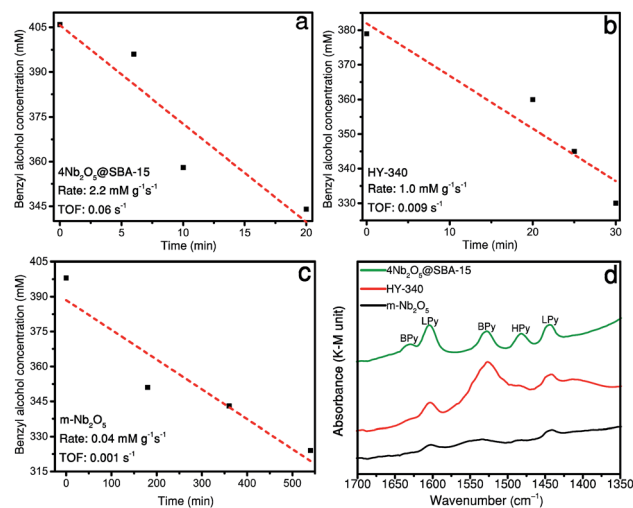 a
Benzyl alcohol concentration (mM)
405
390
375
360
345
4Nb₂O₅@SBA-15
Rate: 2.2 mM g⁻¹s⁻¹
TOF: 0.06 s⁻¹
0 5 10 15 20
Time (min)
b
Benzyl alcohol concentration (mM)
380
370
360
350
340
330
HY-340
Rate: 1.0 mM g⁻¹s⁻¹
TOF: 0.009 s⁻¹
0 10 20 30
Time (min)
c
Benzyl alcohol concentration (mM)
405
390
375
360
345
330
315
m-Nb₂O₅
Rate: 0.04 mM g⁻¹s⁻¹
TOF: 0.001 s⁻¹
0 100 200 300 400 500
Time (min)
d
Absorbance (K-M unit)
4Nb₂O₅@SBA-15
HY-340
m-Nb₂O₅
BPy LPy BPy HPy LPy
1700 1650 1600 1550 1500 1450 1400 1350
Wavenumber (cm⁻¹)